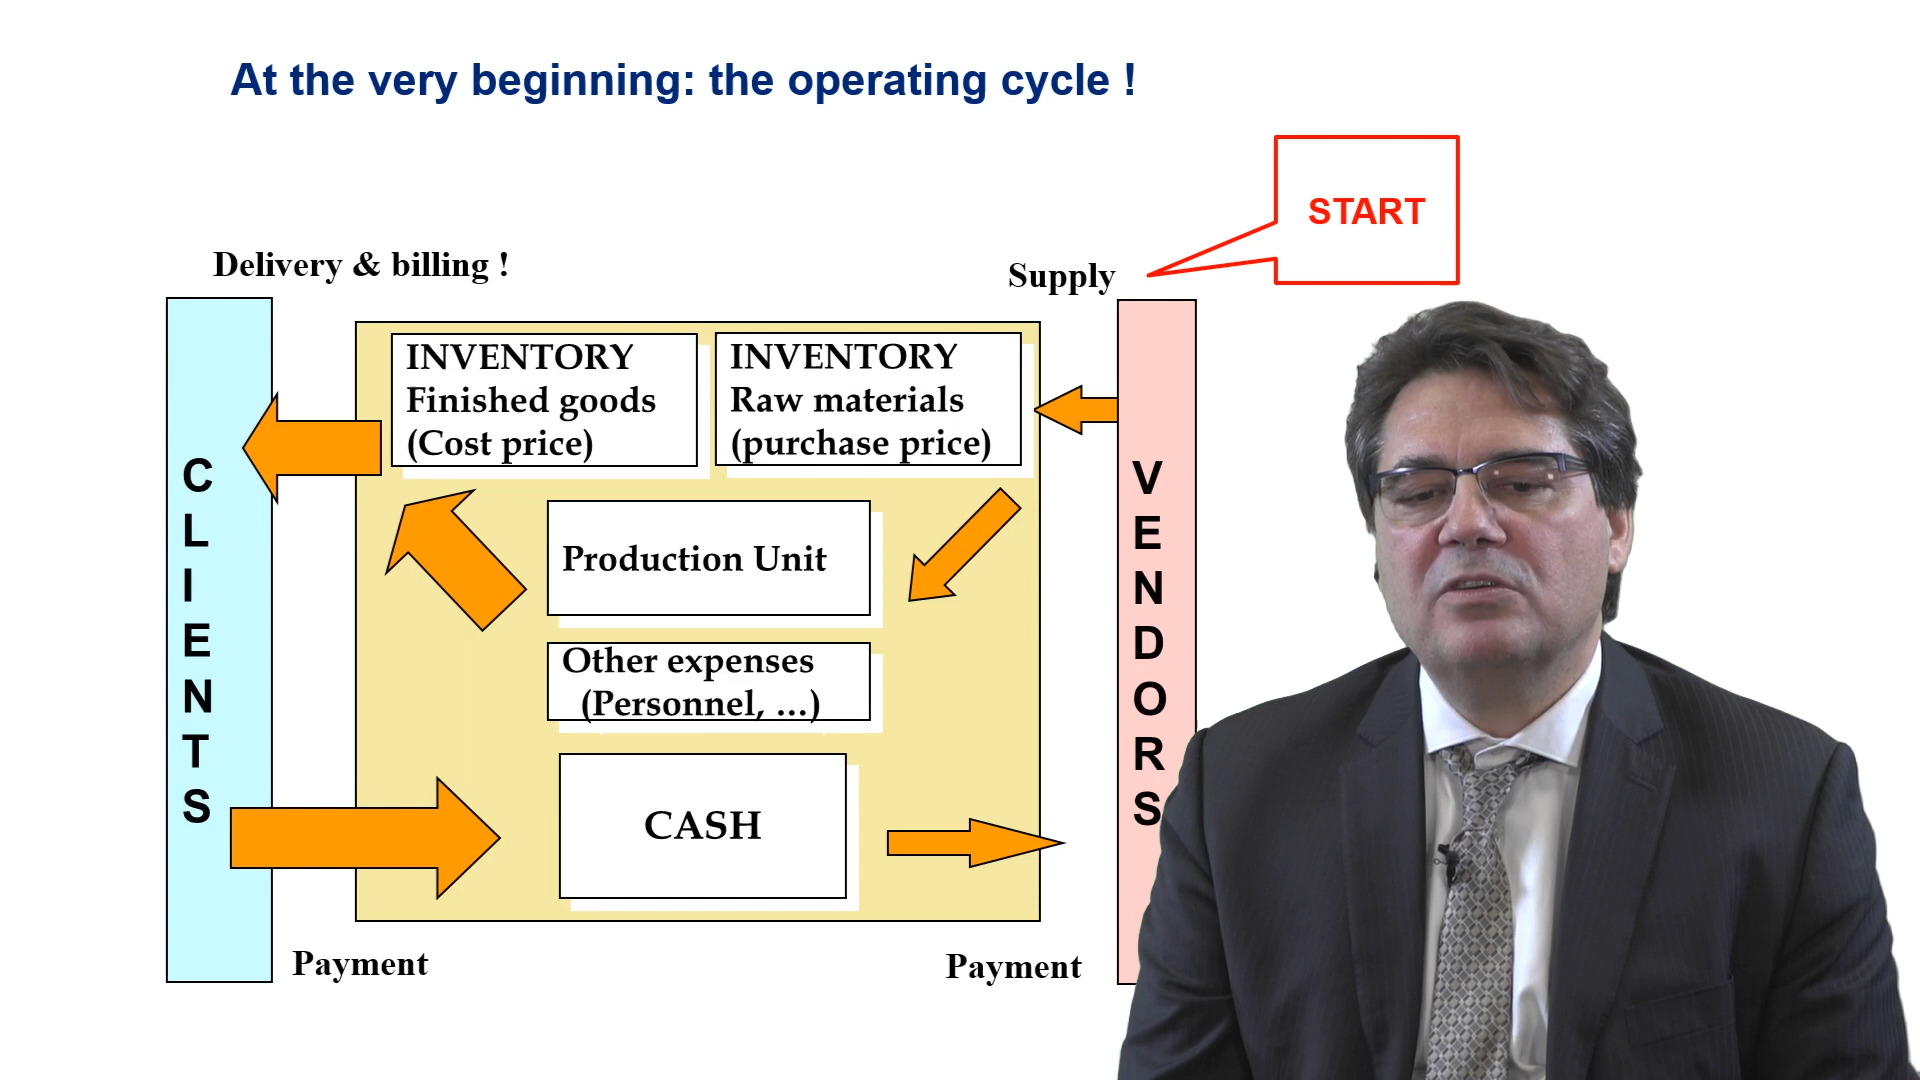 At the very beginning: the operating cycle !
START
Delivery & billing !
Supply
CLIENTS
INVENTORY
Finished goods
(Cost price)
INVENTORY
Raw materials
(purchase price)
VENDORS
Production Unit
Other expenses
(Personnel, ...)
CASH
Payment
Payment